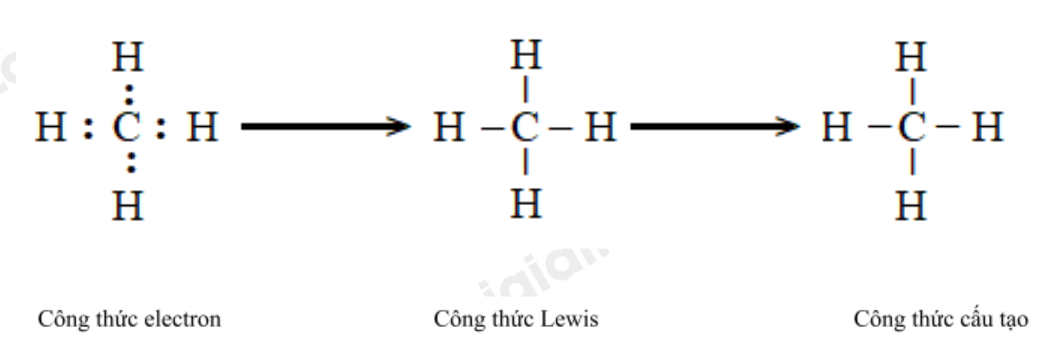 H H H
H : C : H H – C – H H – C – H
H H H
Công thức electron Công thức Lewis Công thức cấu tạo